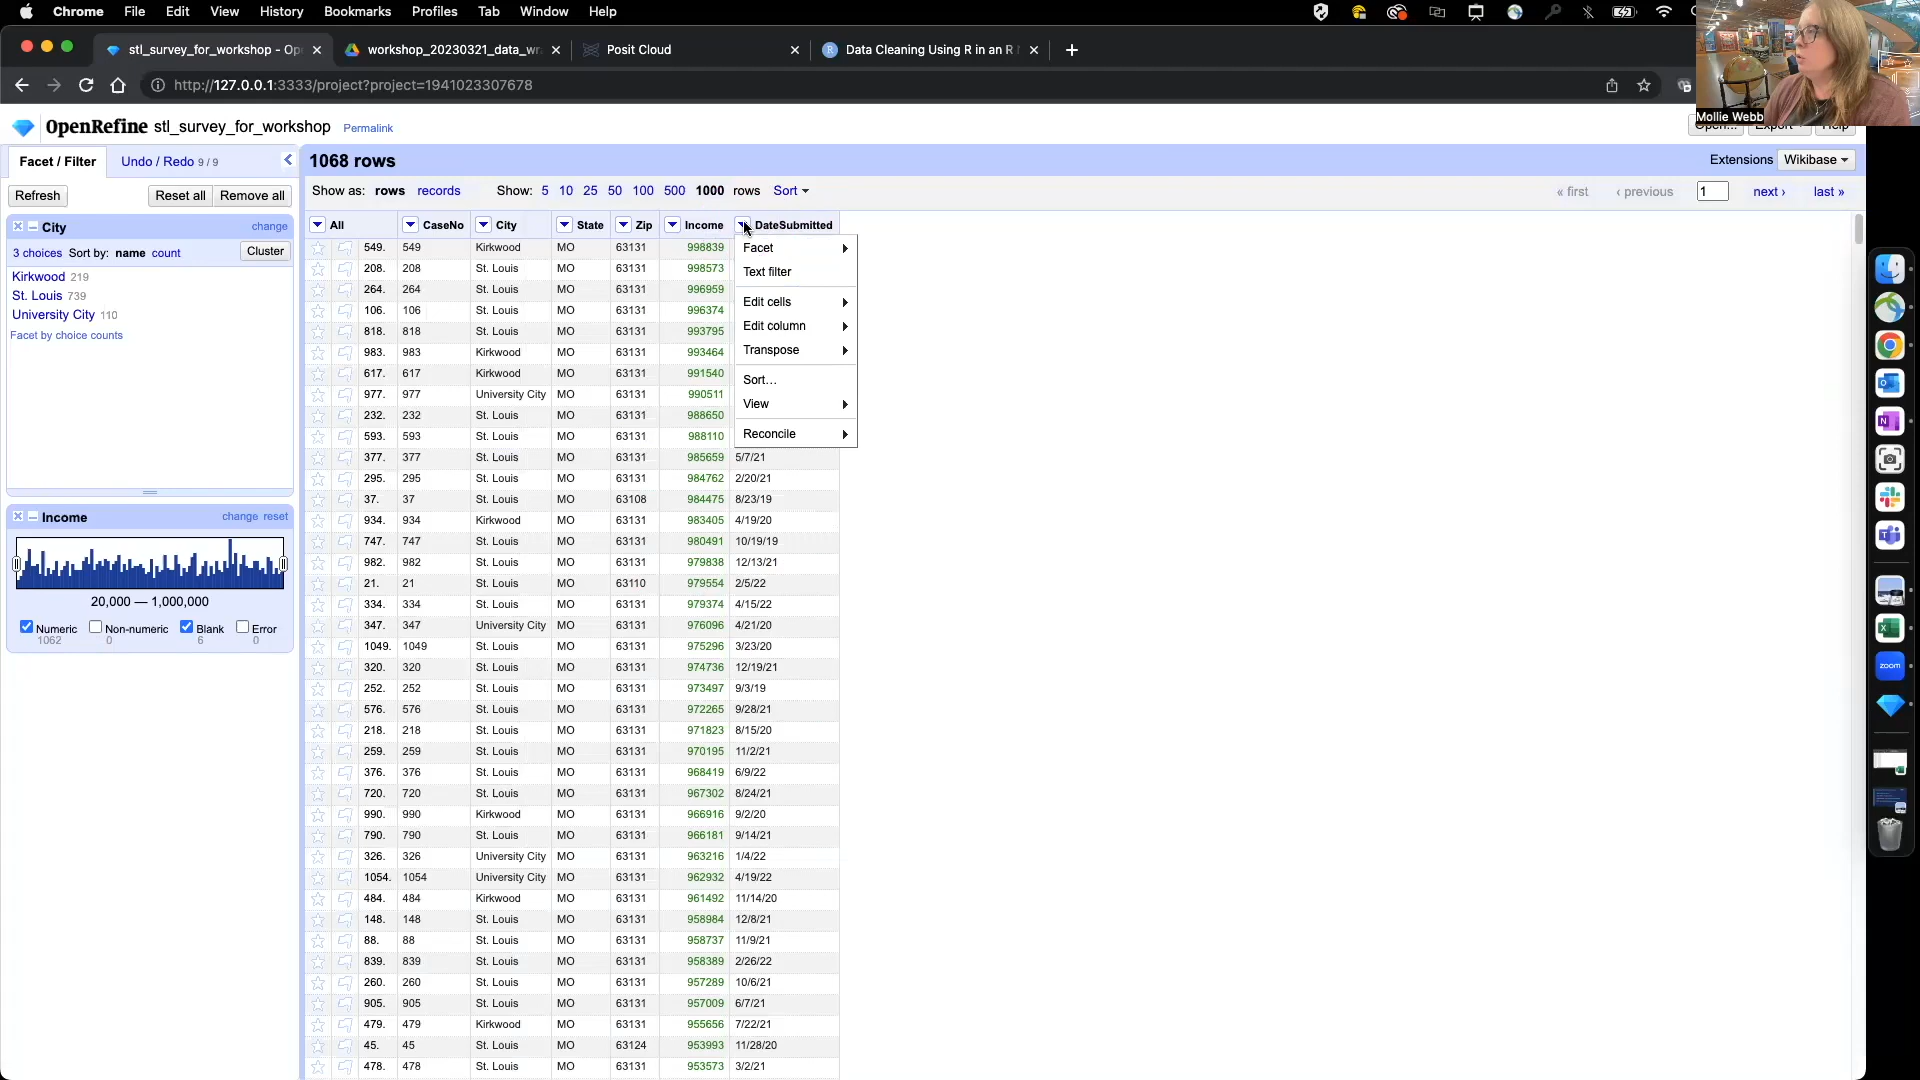 Chrome File Edit View History Bookmarks Profiles Tab Window Help
stl_survey_for_workshop - Op
workshop_20230321_data_wr
Posit Cloud
Data Cleaning Using R in an R
http://127.0.0.1:3333/project?project=1941023307678
Mollie Webb
OpenRefine stl_survey_for_workshop Permalink
Open... Export Help
Facet / Filter Undo / Redo 9 / 9
1068 rows
Extensions Wikibase
Refresh Reset all Remove all
Show as: rows records Show: 5 10 25 50 100 500 1000 rows Sort
« first ‹ previous 1 next › last »
City change
3 choices Sort by: name count Cluster
Kirkwood 219
St. Louis 739
University City 110
Facet by choice counts
Income change reset
20,000 — 1,000,000
Numeric Non-numeric Blank Error
1062 0 6 0
All CaseNo City State Zip Income DateSubmitted
549. 549 Kirkwood MO 63131 998839
208. 208 St. Louis MO 63131 998573
264. 264 St. Louis MO 63131 996959
106. 106 St. Louis MO 63131 996374
818. 818 St. Louis MO 63131 993795
983. 983 Kirkwood MO 63131 993464
617. 617 Kirkwood MO 63131 991540
977. 977 University City MO 63131 990511
232. 232 St. Louis MO 63131 988650
593. 593 St. Louis MO 63131 988110
377. 377 St. Louis MO 63131 985659 5/7/21
295. 295 St. Louis MO 63131 984762 2/20/21
37. 37 St. Louis MO 63108 984475 8/23/19
934. 934 Kirkwood MO 63131 983405 4/19/20
747. 747 St. Louis MO 63131 980491 10/19/19
982. 982 St. Louis MO 63131 979838 12/13/21
21. 21 St. Louis MO 63110 979554 2/5/22
334. 334 St. Louis MO 63131 979374 4/15/22
347. 347 University City MO 63131 976096 4/21/20
1049. 1049 St. Louis MO 63131 975296 3/23/20
320. 320 St. Louis MO 63131 974736 12/19/21
252. 252 St. Louis MO 63131 973497 9/3/19
576. 576 St. Louis MO 63131 972265 9/28/21
218. 218 St. Louis MO 63131 971823 8/15/20
259. 259 St. Louis MO 63131 970195 11/2/21
376. 376 St. Louis MO 63131 968419 6/9/22
720. 720 St. Louis MO 63131 967302 8/24/21
990. 990 Kirkwood MO 63131 966916 9/2/20
790. 790 St. Louis MO 63131 966181 9/14/21
326. 326 University City MO 63131 963216 1/4/22
1054. 1054 University City MO 63131 962932 4/19/22
484. 484 Kirkwood MO 63131 961492 11/14/20
148. 148 St. Louis MO 63131 958984 12/8/21
88. 88 St. Louis MO 63131 958737 11/9/21
839. 839 St. Louis MO 63131 958389 2/26/22
260. 260 St. Louis MO 63131 957289 10/6/21
905. 905 St. Louis MO 63131 957009 6/7/21
479. 479 Kirkwood MO 63131 955656 7/22/21
45. 45 St. Louis MO 63124 953993 11/28/20
478. 478 St. Louis MO 63131 953573 3/2/21
Facet
Text filter
Edit cells
Edit column
Transpose
Sort…
View
Reconcile
zoom